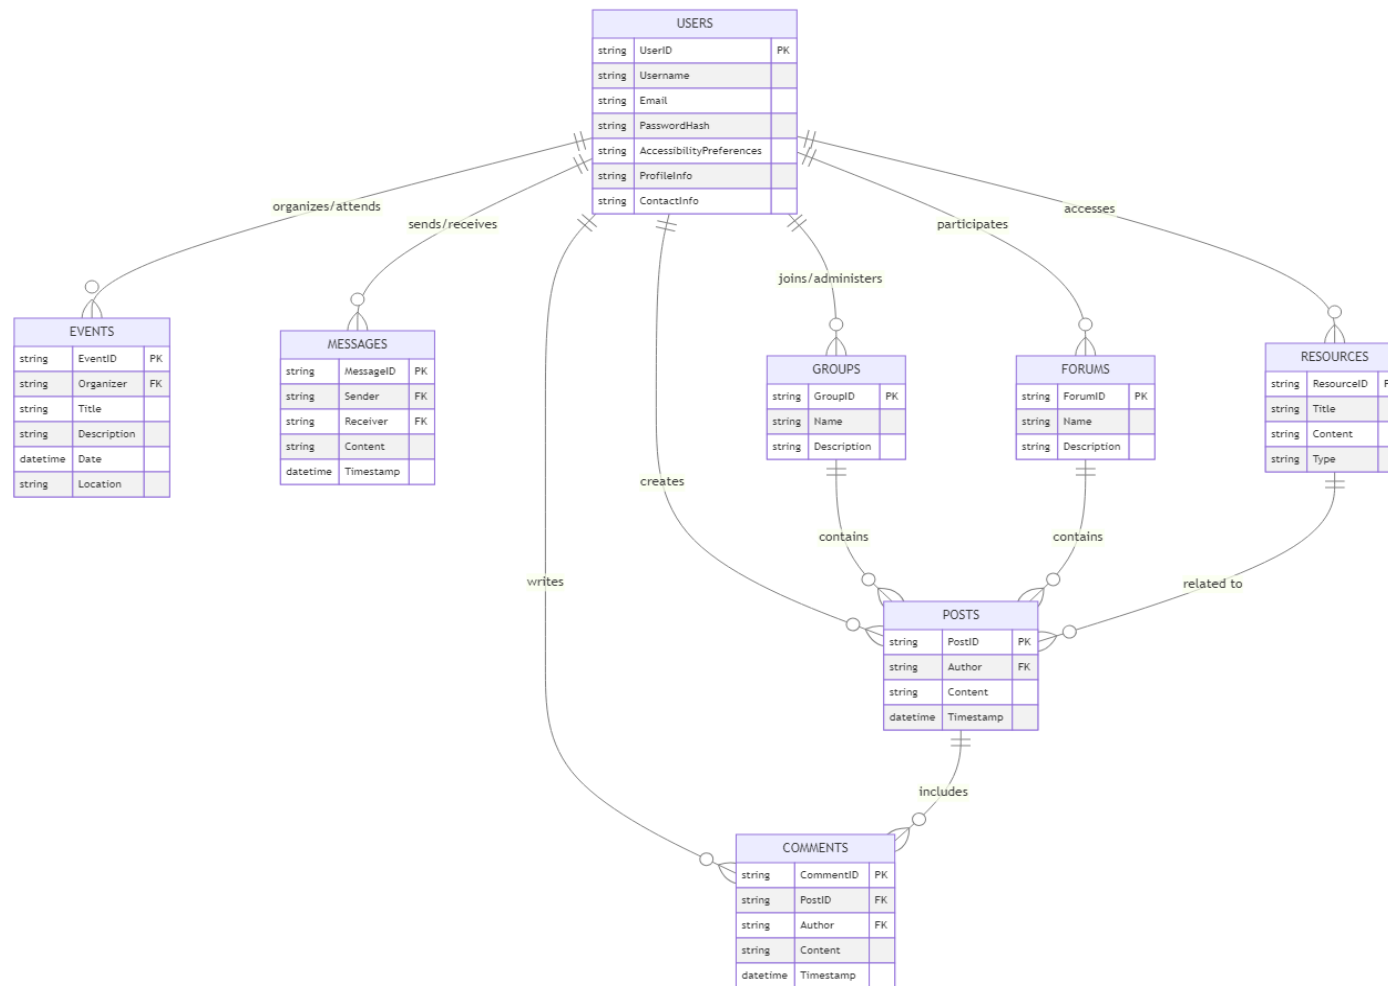 USERS
string UserID PK
string Username
string Email
string PasswordHash
string AccessibilityPreferences
string ProfileInfo
string ContactInfo
organizes/attends
sends/receives
joins/administers
participates
accesses
EVENTS
string EventID PK
string Organizer FK
string Title
string Description
datetime Date
string Location
MESSAGES
string MessageID PK
string Sender FK
string Receiver FK
string Content
datetime Timestamp
GROUPS
string GroupID PK
string Name
string Description
FORUMS
string ForumID PK
string Name
string Description
RESOURCES
string ResourceID
string Title
string Content
string Type
creates
contains
contains
writes
related to
POSTS
string PostID PK
string Author FK
string Content
datetime Timestamp
includes
COMMENTS
string CommentID PK
string PostID FK
string Author FK
string Content
datetime Timestamp